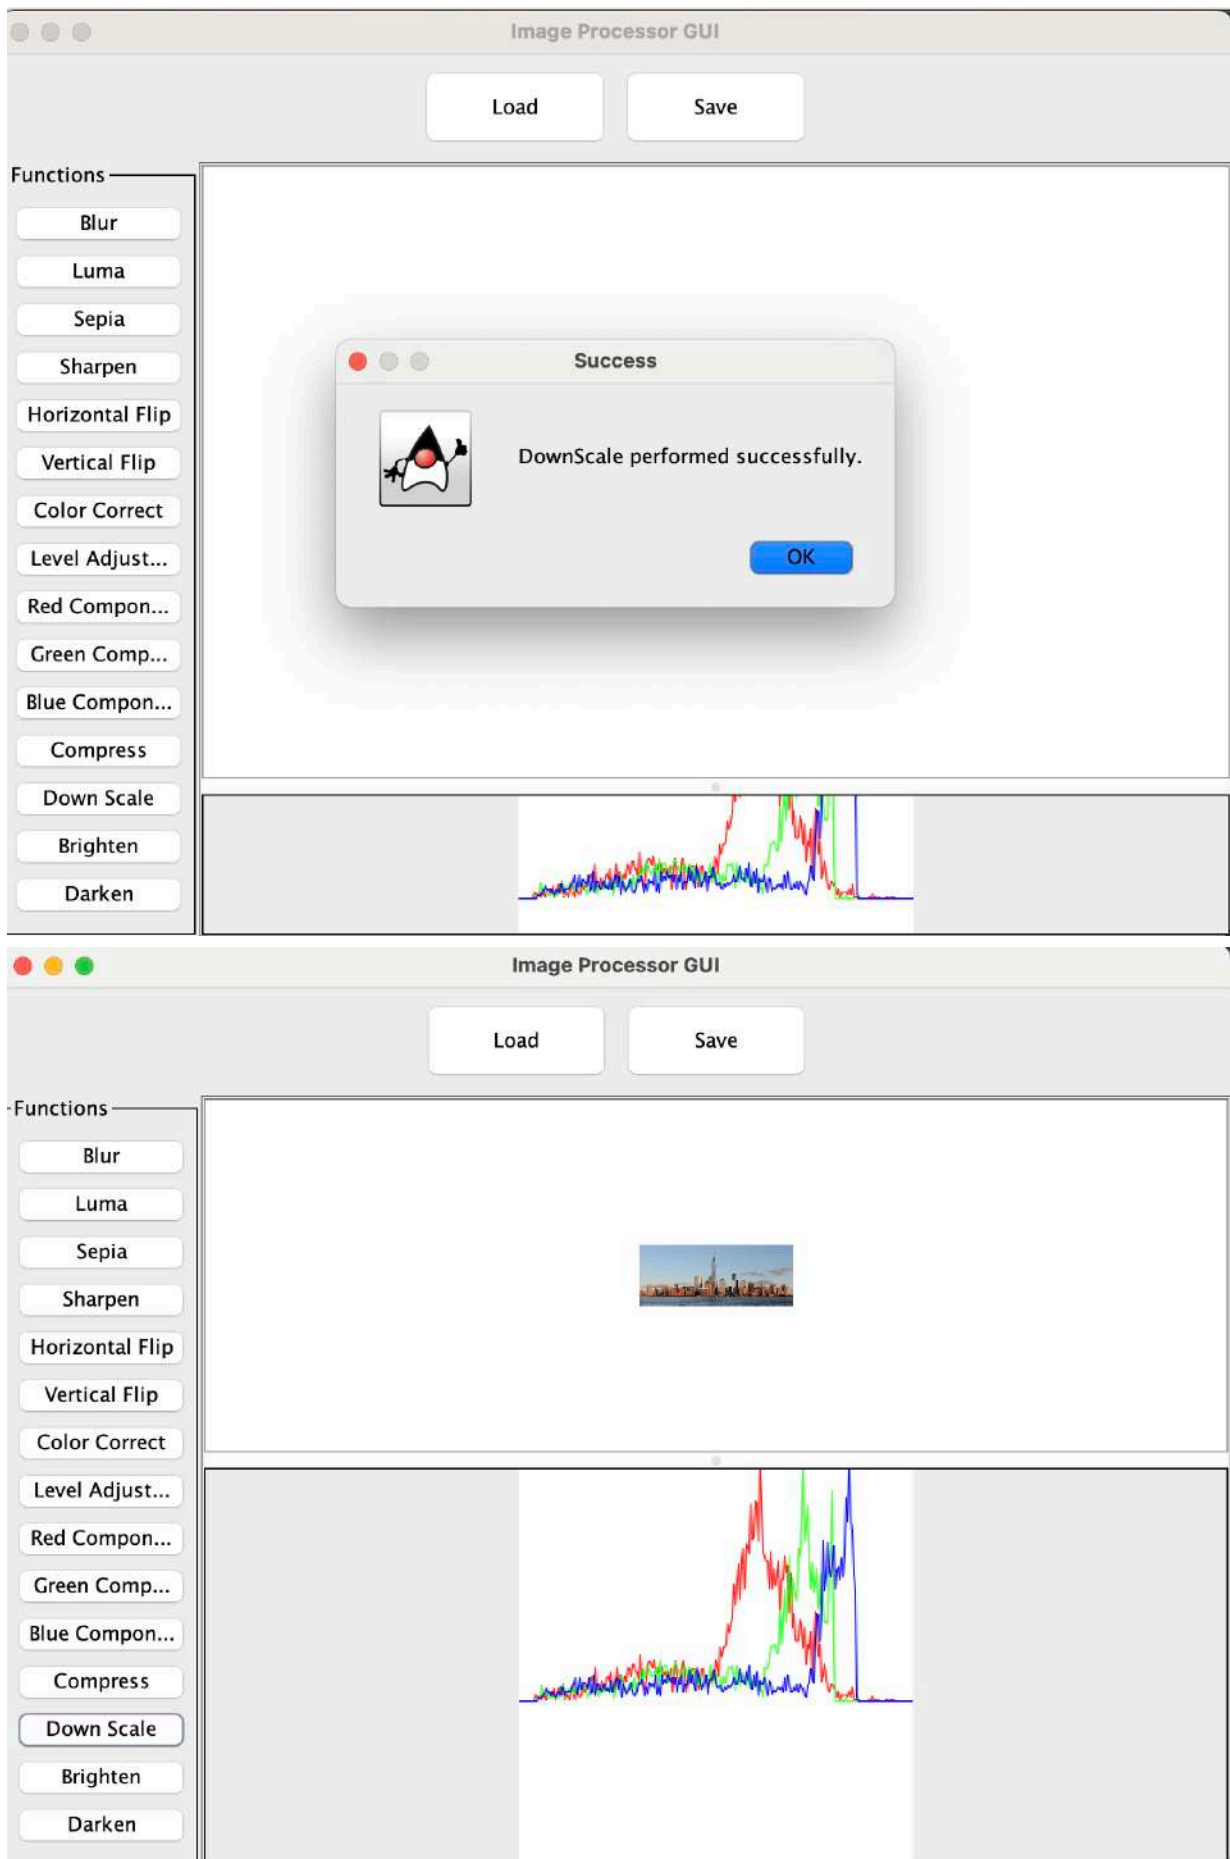 Image Processor GUI
Load
Save
Functions
Blur
Luma
Sepia
Sharpen
Horizontal Flip
Vertical Flip
Color Correct
Level Adjust...
Red Compon...
Green Comp...
Blue Compon...
Compress
Down Scale
Brighten
Darken
Success
DownScale performed successfully.
OK
Image Processor GUI
Load
Save
Functions
Blur
Luma
Sepia
Sharpen
Horizontal Flip
Vertical Flip
Color Correct
Level Adjust...
Red Compon...
Green Comp...
Blue Compon...
Compress
Down Scale
Brighten
Darken